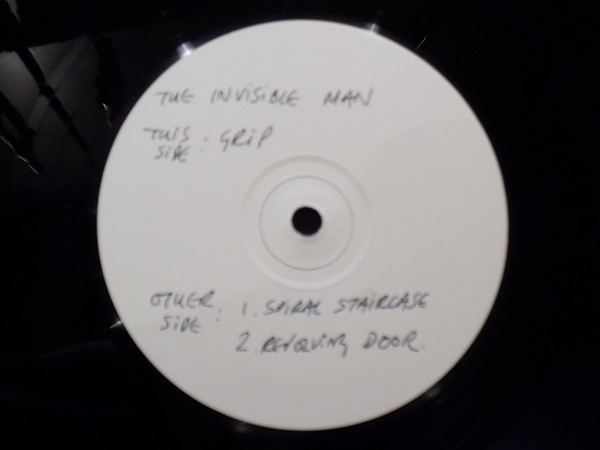 THE INVISIBLE MAN
THIS SIDE : GRIP
OTHER SIDE : 1. SPIRAL STAIRCASE
2. REVOLVING DOOR.